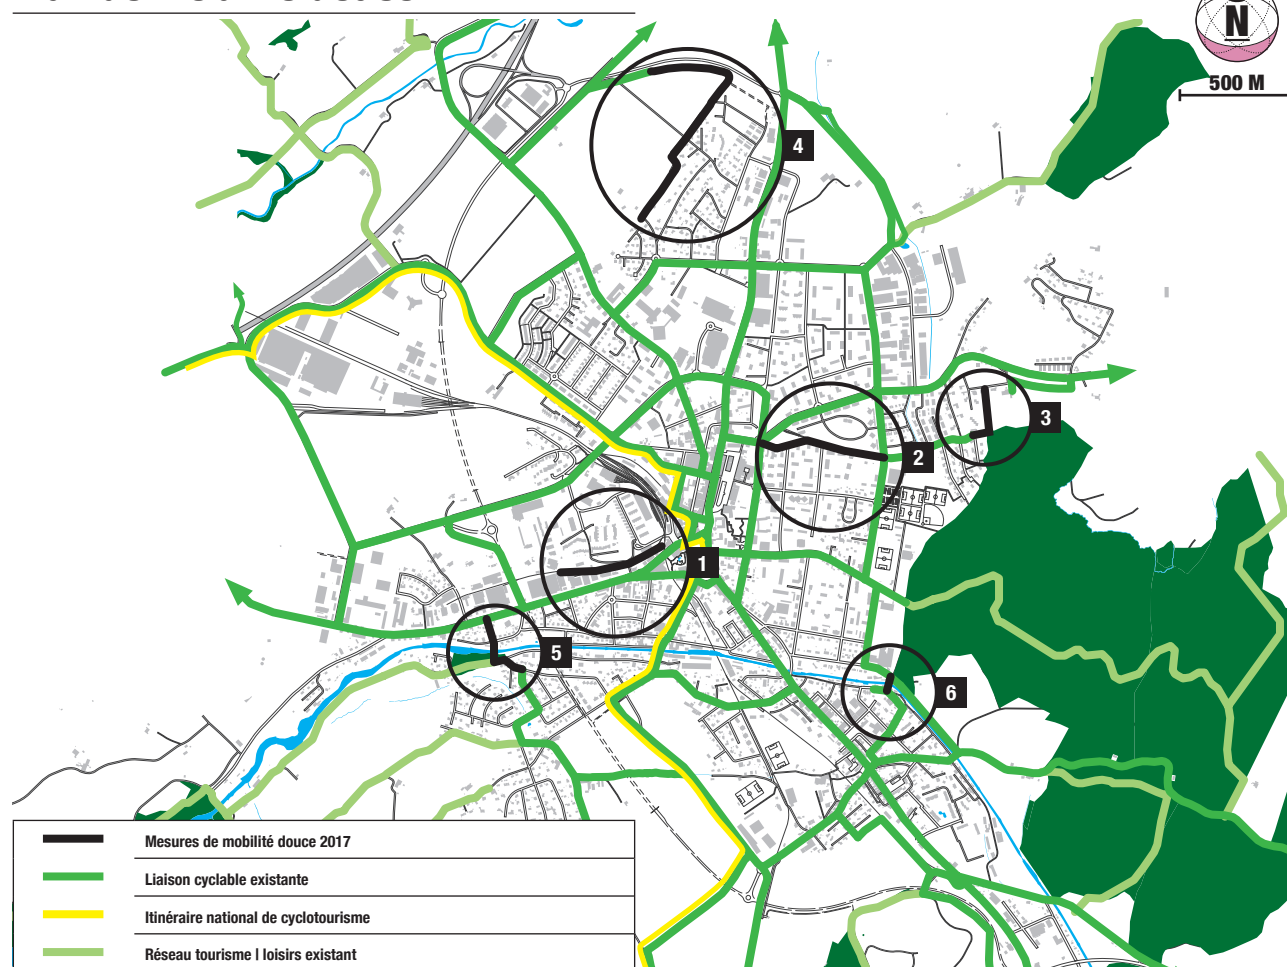 N
500 M
4
3
2
1
5
6
Mesures de mobilité douce 2017
Liaison cyclable existante
Itinéraire national de cyclotourisme
Réseau tourisme I loisirs existant